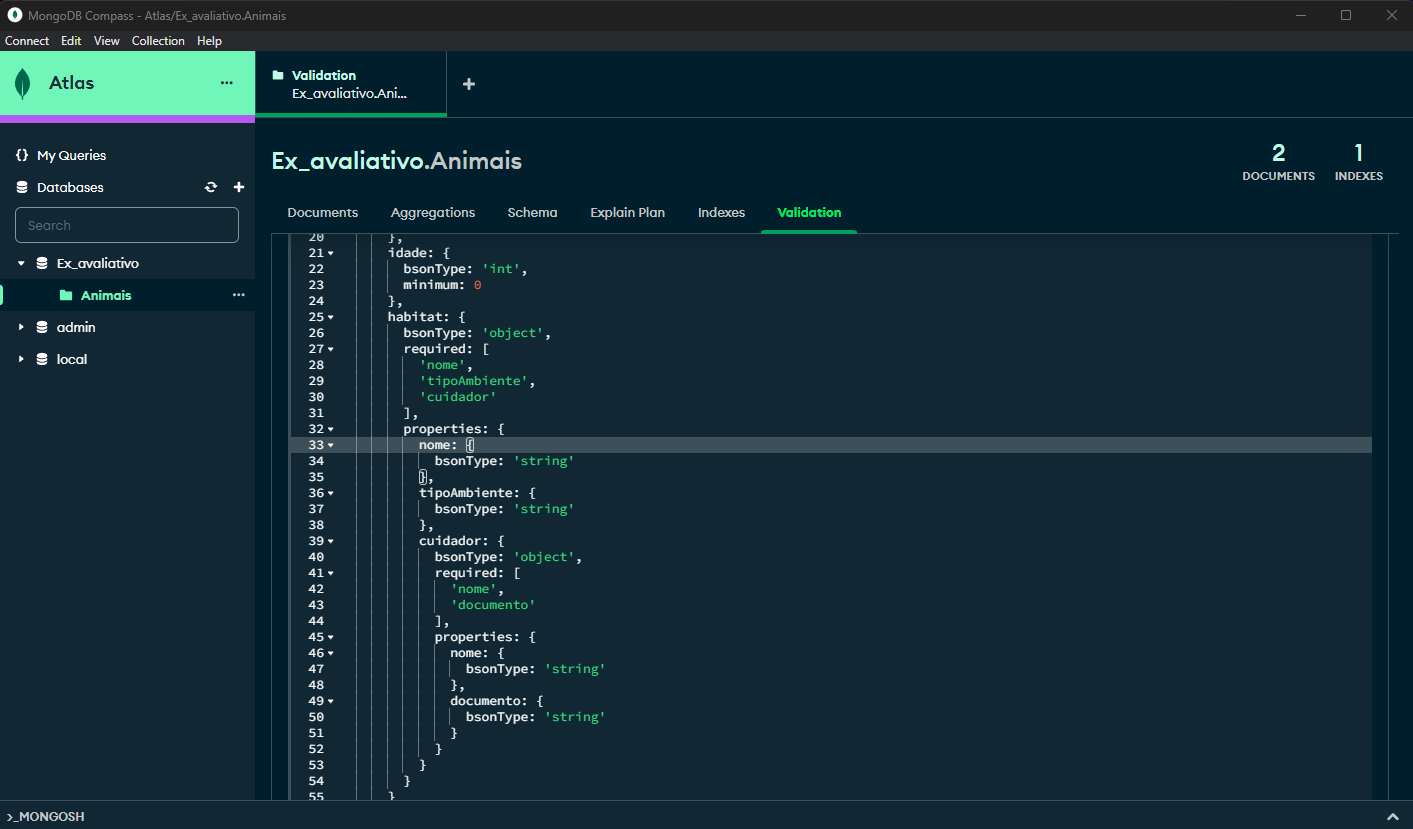 MongoDB Compass - Atlas/Ex_avaliativo.Animais
Connect Edit View Collection Help
Atlas
Validation
Ex_avaliativo.Ani...
My Queries
Databases
Search
Ex_avaliativo
Animais
admin
local
Ex_avaliativo.Animais
2
DOCUMENTS
1
INDEXES
Documents Aggregations Schema Explain Plan Indexes Validation
20 },
21 idade: {
22 bsonType: 'int',
23 minimum: 0
24 },
25 habitat: {
26 bsonType: 'object',
27 required: [
28 'nome',
29 'tipoAmbiente',
30 'cuidador'
31 ],
32 properties: {
33 nome: {
34 bsonType: 'string'
35 },
36 tipoAmbiente: {
37 bsonType: 'string'
38 },
39 cuidador: {
40 bsonType: 'object',
41 required: [
42 'nome',
43 'documento'
44 ],
45 properties: {
46 nome: {
47 bsonType: 'string'
48 },
49 documento: {
50 bsonType: 'string'
51 }
52 }
53 }
54 }
55 }
>_MONGOSH